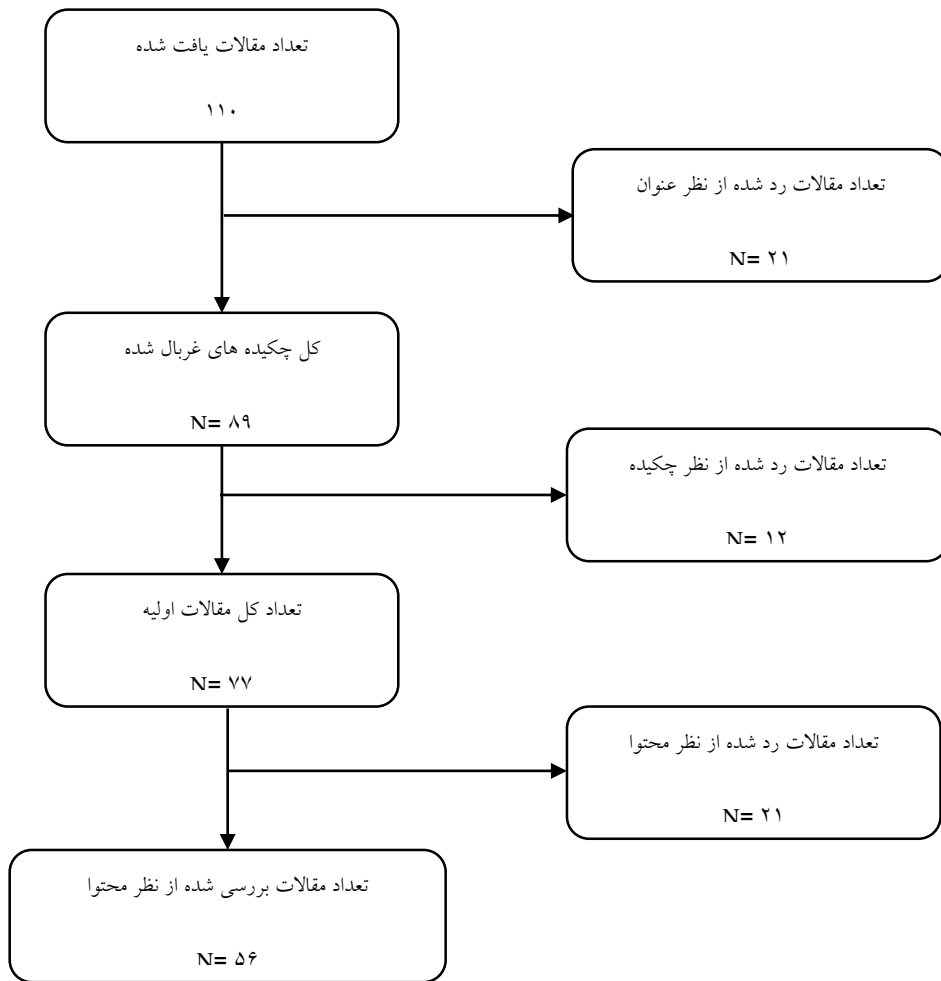 تعداد مقالات یافت شده
۱۱۰
تعداد مقالات رد شده از نظر عنوان
N= ۲۱
کل چکیده های غربال شده
N= ۸۹
تعداد مقالات رد شده از نظر چکیده
N= ۱۲
تعداد کل مقالات اولیه
N= ۷۷
تعداد مقالات رد شده از نظر محتوا
N= ۲۱
تعداد مقالات بررسی شده از نظر محتوا
N= ۵۶